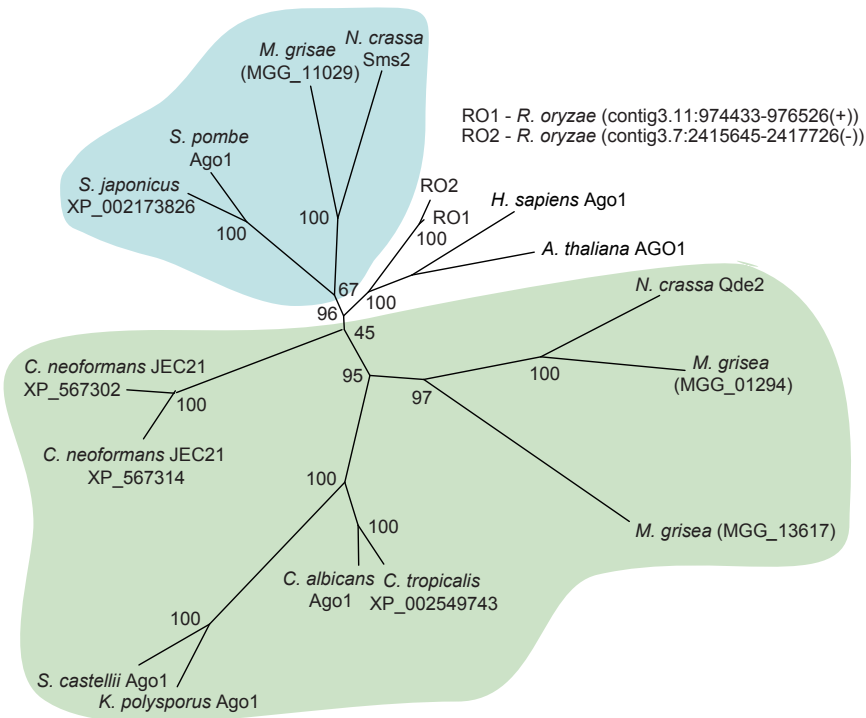 N. crassa
Sms2
M. grisae
(MGG_11029)
RO1 - R. oryzae (contig3.11:974433-976526(+))
RO2 - R. oryzae (contig3.7:2415645-2417726(-))
S. pombe
Ago1
S. japonicus
XP_002173826
RO2
RO1
H. sapiens Ago1
100
100
100
A. thaliana AGO1
N. crassa Qde2
67
100
96
45
C. neoformans JEC21
XP_567302
95
100
M. grisea
(MGG_01294)
97
100
C. neoformans JEC21
XP_567314
100
100
M. grisea (MGG_13617)
C. albicans
Ago1
C. tropicalis
XP_002549743
100
S. castellii Ago1
K. polysporus Ago1